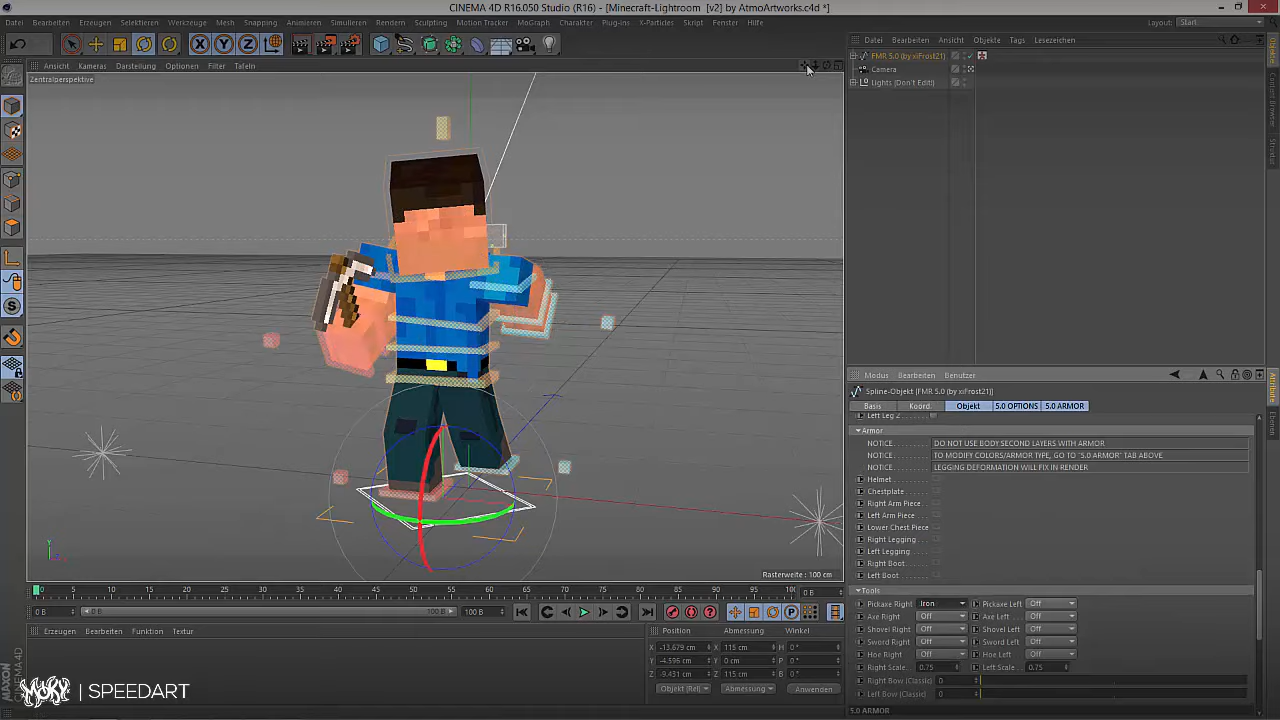 CINEMA 4D R16.050 Studio (R16) - [Minecraft-Lightroom [v2] by AtmoArtworks.c4d *]
Datei Bearbeiten Erzeugen Selektieren Werkzeuge Mesh Snapping Animieren Simulieren Rendern Sculpting Motion Tracker MoGraph Charakter Plug-ins X-Particles Skript Fenster Hilfe Layout: Start
Datei Bearbeiten Ansicht Objekte Tags Lesezeichen
FMR 5.0 (by xiFrost21)
Camera
Lights [Don't Edit!]
Ansicht Kameras Darstellung Optionen Filter Tafeln
Zentralperspektive
Rasterweite : 100 cm
Modus Bearbeiten Benutzer
Spline-Objekt [FMR 5.0 (by xiFrost21)]
Basis Koord. Objekt 5.0 OPTIONS 5.0 ARMOR
Left Leg 2
Armor
NOTICE DO NOT USE BODY SECOND LAYERS WITH ARMOR
NOTICE TO MODIFY COLORS/ARMOR TYPE, GO TO "5.0 ARMOR" TAB ABOVE
NOTICE LEGGING DEFORMATION WILL FIX IN RENDER
Helmet
Chestplate
Right Arm Piece
Left Arm Piece
Lower Chest Piece
Right Legging
Left Legging
Right Boot
Left Boot
Tools
Pickaxe Right Iron Pickaxe Left Off
Axe Right Off Axe Left Off
Shovel Right Off Shovel Left Off
Sword Right Off Sword Left Off
Hoe Right Off Hoe Left Off
Right Scale 0.75 Left Scale 0.75
Right Bow (Classic) 0
Left Bow (Classic) 0
5.0 ARMOR
0 5 10 15 20 25 30 35 40 45 50 55 60 65 70 75 80 85 90 95 100 0 B
0 B 0 B 100 B 100 B
Erzeugen Bearbeiten Funktion Textur
Position Abmessung Winkel
X -13.679 cm X 115 cm H 0 °
Y -4.595 cm Y 0 cm P 0 °
Z -9.431 cm Z 115 cm B 0 °
Objekt (Rel) Abmessung Anwenden
MAXON CINEMA 4D
| SPEEDART
Objekte
Content Browser
Struktur
Attribute
Ebenen